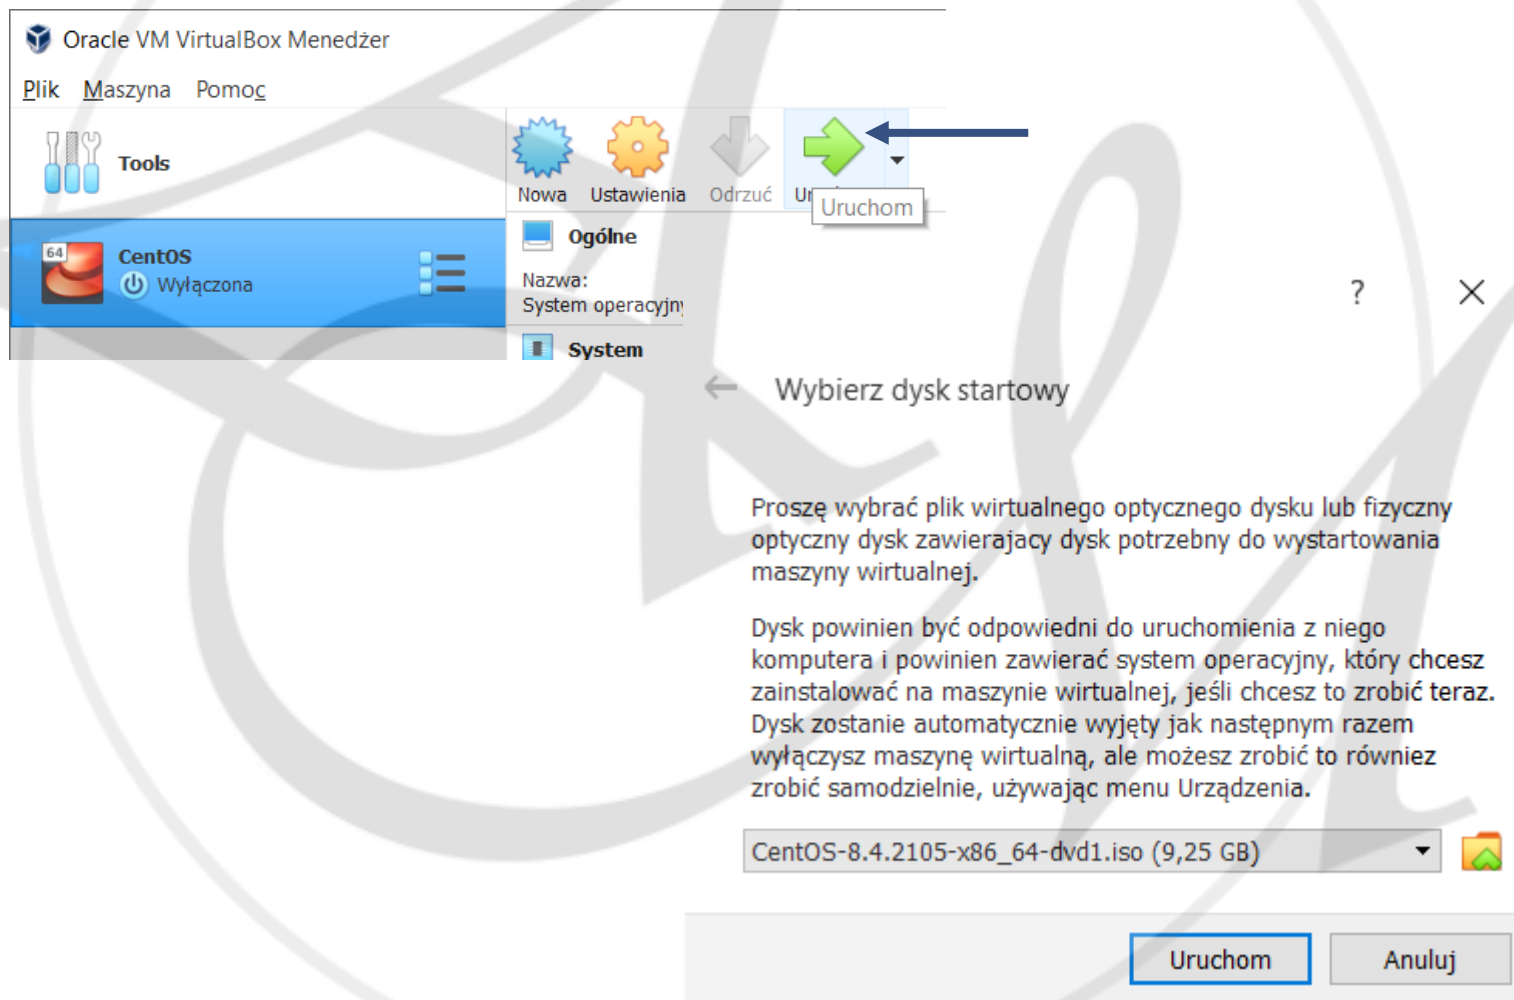 Oracle VM VirtualBox Menedżer
Plik Maszyna Pomoc
Tools
Nowa Ustawienia Odrzuć
Uruchom
64
CentOS
Wyłączona
Ogólne
Nazwa:
System operacyjny
System
?
Wybierz dysk startowy
Proszę wybrać plik wirtualnego optycznego dysku lub fizyczny
optyczny dysk zawierajacy dysk potrzebny do wystartowania
maszyny wirtualnej.
Dysk powinien być odpowiedni do uruchomienia z niego
komputera i powinien zawierać system operacyjny, który chcesz
zainstalować na maszynie wirtualnej, jeśli chcesz to zrobić teraz.
Dysk zostanie automatycznie wyjęty jak następnym razem
wyłączysz maszynę wirtualną, ale możesz zrobić to równiez
zrobić samodzielnie, używając menu Urządzenia.
CentOS-8.4.2105-x86_64-dvd1.iso (9,25 GB)
Uruchom Anuluj